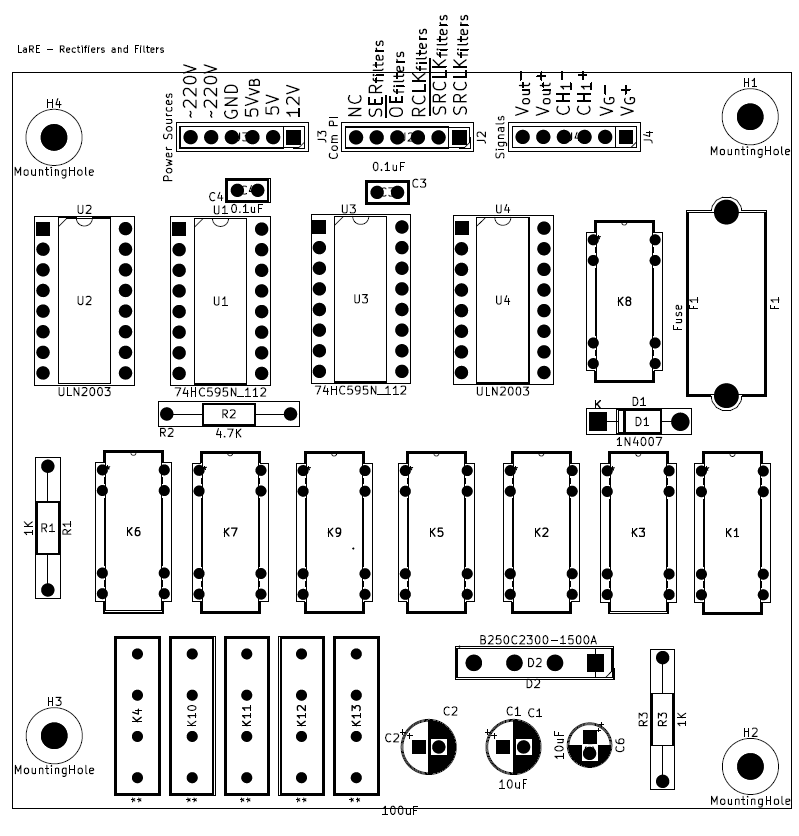 LaRE – Rectifiers and Filters
~220V
~220V
GND
5VVB
5V
12V
NC
SERfilters
OEfilters
RCLKfilters
SRCLKfilters
SRCLKfilters
Vout-
Vout+
CH1-
CH1+
VG-
VG+
H4
MountingHole
Power Sources
J3
J3
Com PI
J2
J2
Signals
J4
J4
H1
MountingHole
C4
C4
0.1uF
0.1uF
C3
C3
U2
U2
ULN2003
U1
U1
74HC595N_112
U3
U3
74HC595N_112
U4
U4
ULN2003
K8
Fuse
F1
F1
R2
R2
4.7K
K
D1
D1
1N4007
1K
R1
R1
K6
K7
K9
K5
K2
K3
K1
B250C2300-1500A
D2
D2
H3
MountingHole
K4
**
K10
**
K11
**
K12
**
K13
**
C2
C2
100uF
C1
C1
10uF
10uF
C6
R3
R3
1K
H2
MountingHole